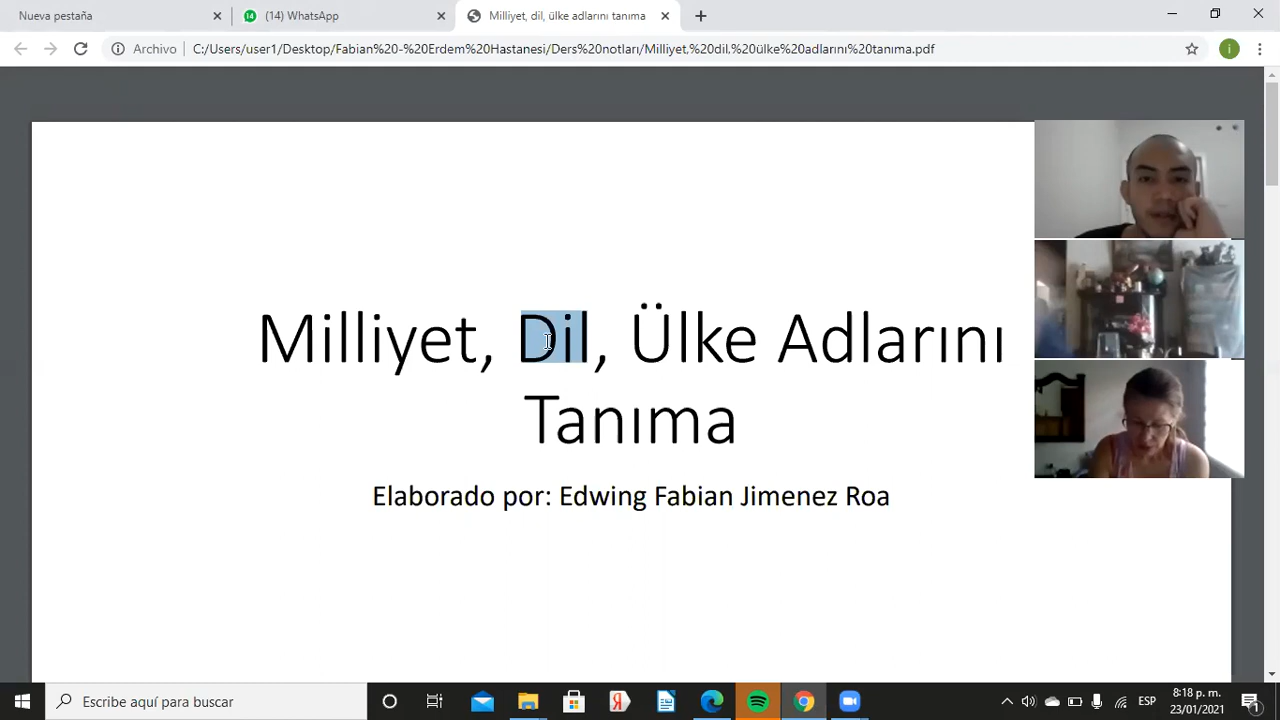 Nueva pestaña
(14) WhatsApp
Milliyet, dil, ülke adlarını tanıma
Archivo
C:/Users/user1/Desktop/Fabian%20-%20Erdem%20Hastanesi/Ders%20notları/Milliyet,%20dil,%20ülke%20adlarını%20tanıma.pdf
i
Milliyet, Dil, Ülke Adlarını
Tanıma
Elaborado por: Edwing Fabian Jimenez Roa
Escribe aquí para buscar
ESP
8:18 p. m.
23/01/2021
1